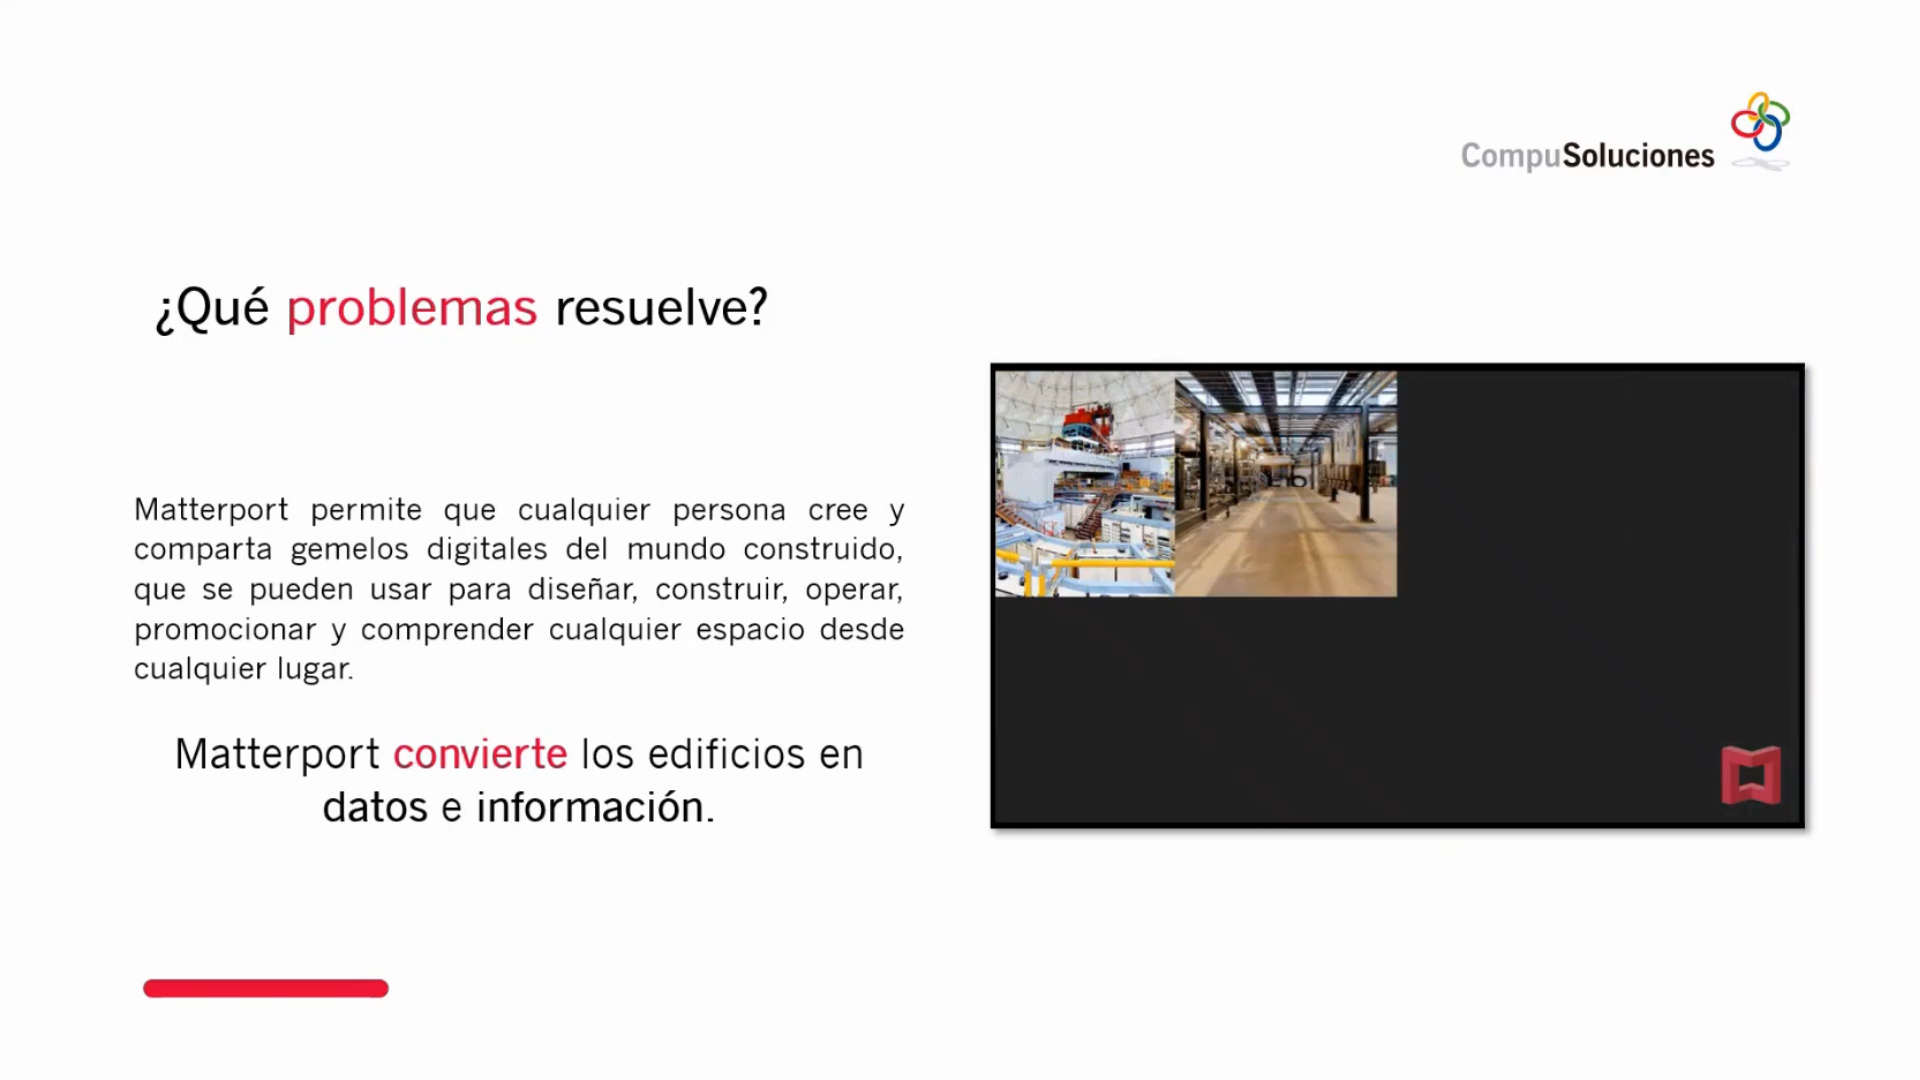 CompuSoluciones
¿Qué problemas resuelve?
Matterport permite que cualquier persona cree y
comparta gemelos digitales del mundo construido,
que se pueden usar para diseñar, construir, operar,
promocionar y comprender cualquier espacio desde
cualquier lugar.
Matterport convierte los edificios en
datos e información.